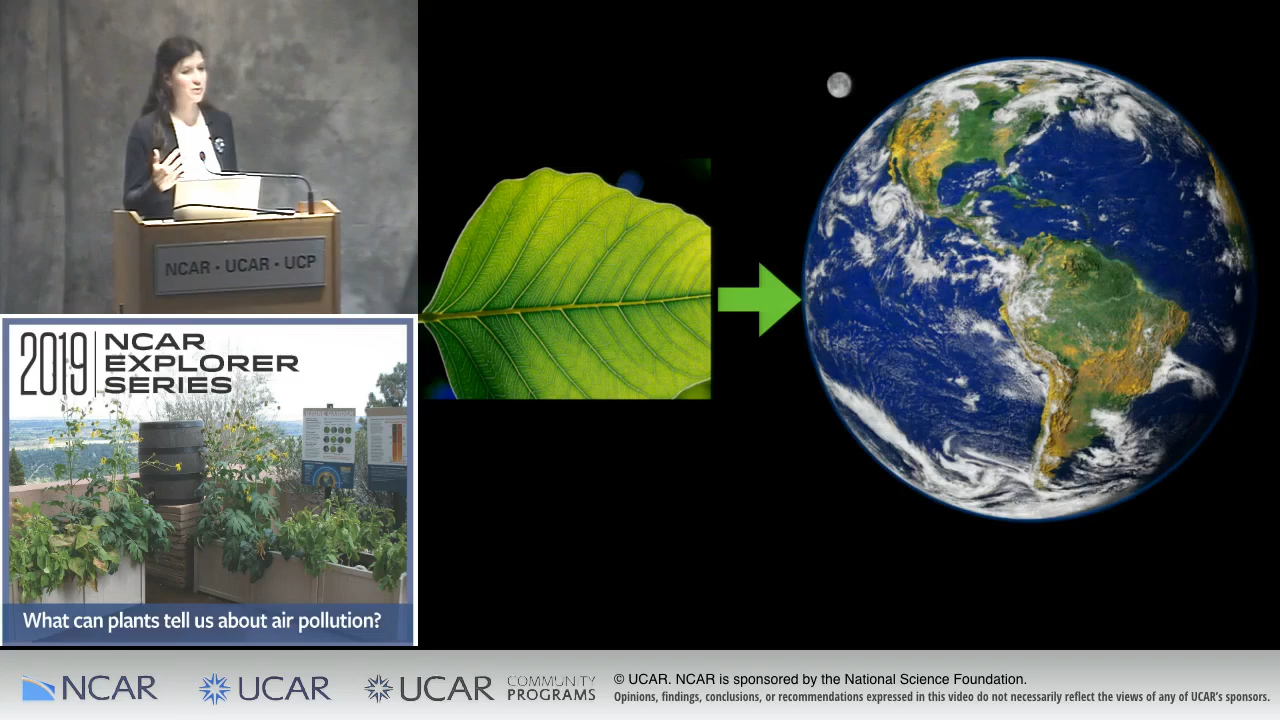 NCAR • UCAR • UCP
2019 NCAR
EXPLORER
SERIES
OZONE GARDEN
What can plants tell us about air pollution?
NCAR
UCAR
UCAR
COMMUNITY
PROGRAMS
© UCAR. NCAR is sponsored by the National Science Foundation.
Opinions, findings, conclusions, or recommendations expressed in this video do not necessarily reflect the views of any of UCAR's sponsors.